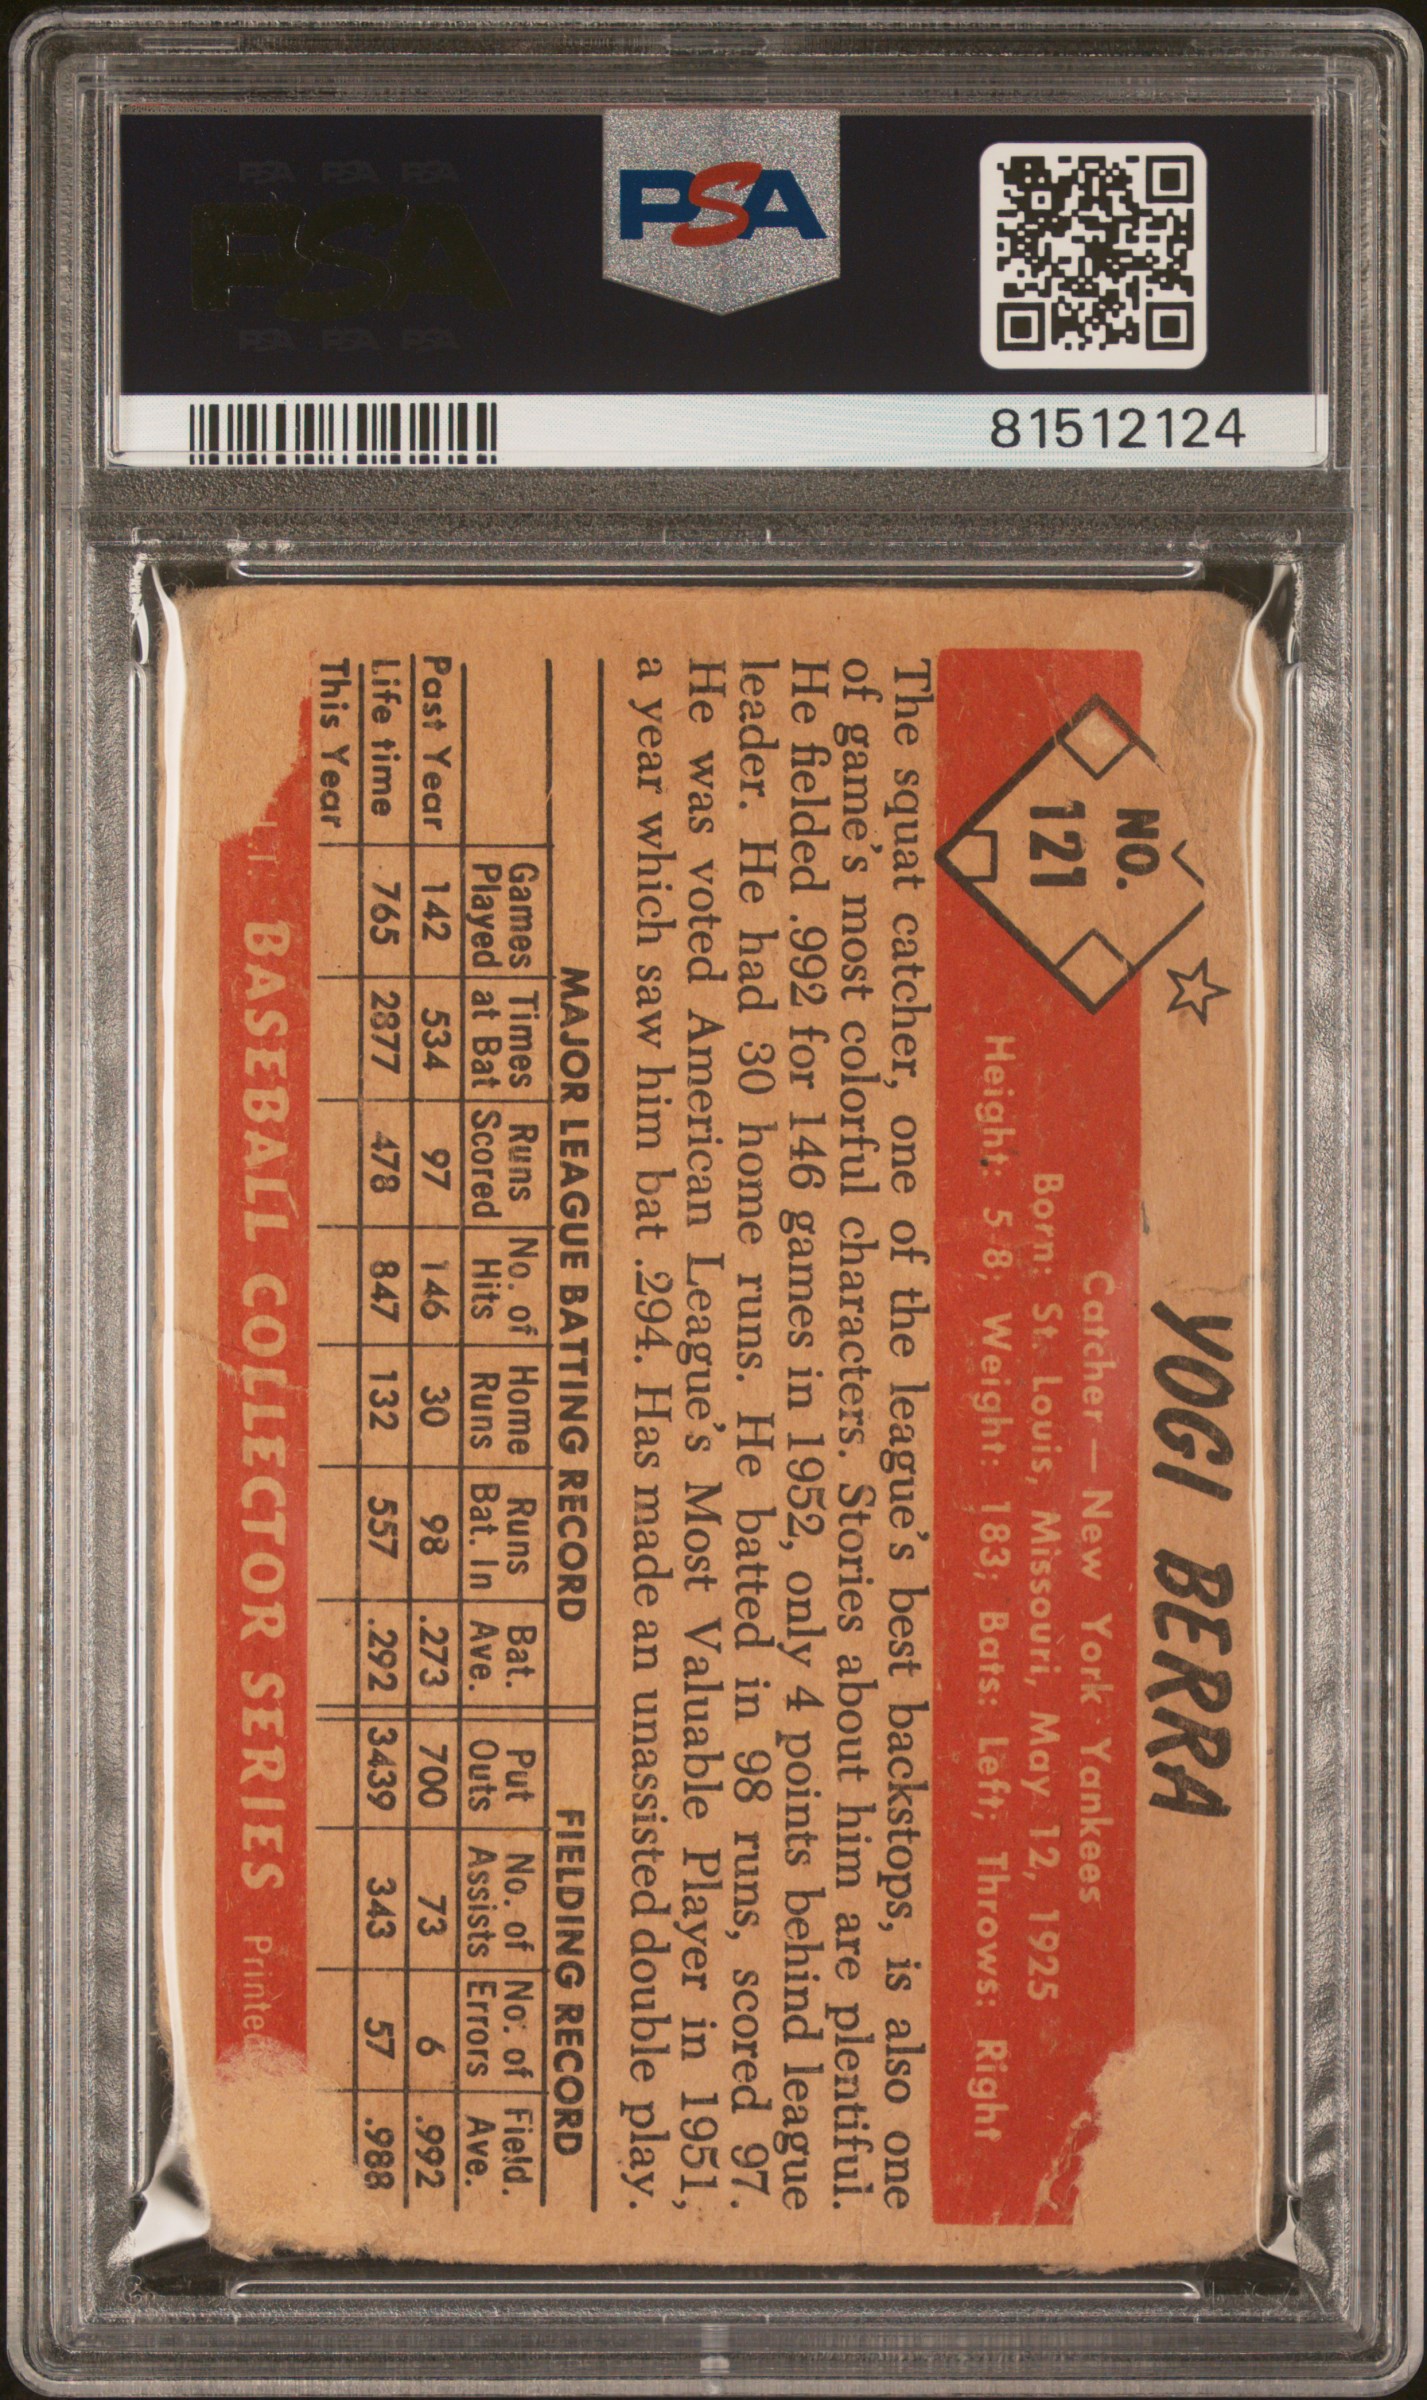 PSA PSA PSA
PSA
PSA PSA PSA
PSA
81512124
NO.
121
YOGI BERRA
Catcher — New York Yankees
Born: St. Louis, Missouri, May 12, 1925
Height: 5-8; Weight: 183; Bats: Left; Throws: Right
The squat catcher, one of the league's best backstops, is also one
of game's most colorful characters. Stories about him are plentiful.
He fielded .992 for 146 games in 1952, only 4 points behind league
leader. He had 30 home runs. He batted in 98 runs, scored 97.
He was voted American League's Most Valuable Player in 1951,
a year which saw him bat .294. Has made an unassisted double play.
MAJOR LEAGUE BATTING RECORD FIELDING RECORD
Games Times Runs No. of Home Runs Bat. Put No. of No. of Field.
Played at Bat Scored Hits Runs Bat. In Ave. Outs Assists Errors Ave.
Past Year 142 534 97 146 30 98 .273 700 73 6 .992
Life time 765 2877 478 847 132 557 .292 3439 343 57 .988
This Year
BASEBALL COLLECTOR SERIES Printed